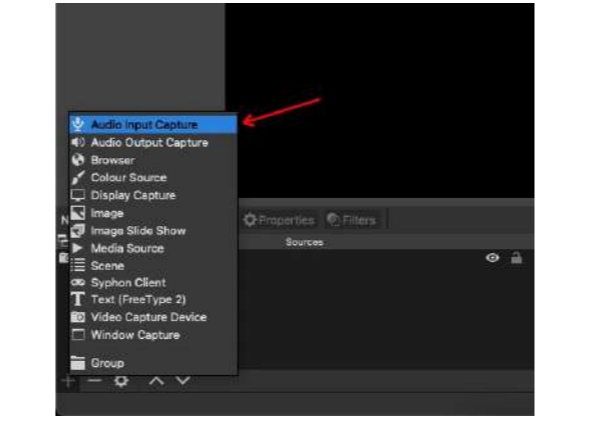 Audio Input Capture
Audio Output Capture
Browser
Colour Source
Display Capture
Image
Image Slide Show
Media Source
Scene
Syphon Client
Text (FreeType 2)
Video Capture Device
Window Capture
Group
Properties Filters
Sources